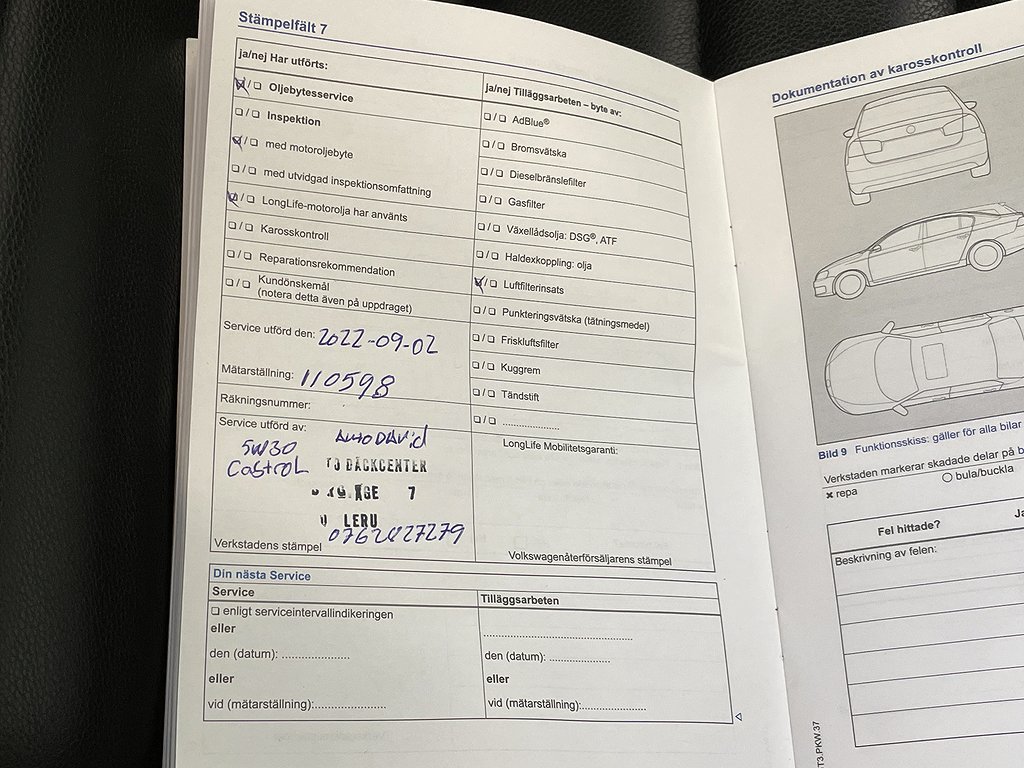 Stämpelfält 7
ja/nej Har utförts:
☒/❏ Oljebytesservice
❏/❏ Inspektion
☒/❏ med motoroljebyte
❏/❏ med utvidgad inspektionsomfattning
☒/❏ LongLife-motorolja har använts
❏/❏ Karosskontroll
❏/❏ Reparationsrekommendation
❏/❏ Kundönskemål
(notera detta även på uppdraget)
Service utförd den: 2022-09-02
Mätarställning: 110598
Räkningsnummer:
Service utförd av: AutoDAvid
5W30
Castrol
DÄCKCENTER
7
LERU
Verkstadens stämpel
ja/nej Tilläggsarbeten – byte av:
❏/❏ AdBlue®
❏/❏ Bromsvätska
❏/❏ Dieselbränslefilter
❏/❏ Gasfilter
❏/❏ Växellådsolja: DSG®, ATF
❏/❏ Haldexkoppling: olja
☒/❏ Luftfilterinsats
❏/❏ Punkteringsvätska (tätningsmedel)
❏/❏ Friskluftsfilter
❏/❏ Kuggrem
❏/❏ Tändstift
❏/❏ ....................
LongLife Mobilitetsgaranti:
Volkswagenåterförsäljarens stämpel
Din nästa Service
Service
❏ enligt serviceintervallindikeringen
eller
den (datum): ....................
eller
vid (mätarställning):....................
Tilläggsarbeten
..........................................
den (datum): ..................
eller
vid (mätarställning):..................
Dokumentation av karosskontroll
Bild 9 Funktionsskiss: gäller för alla bilar
Verkstaden markerar skadade delar på
✖ repa
○ bula/buckla
Fel hittade?
Beskrivning av felen:
T3.PKW.37